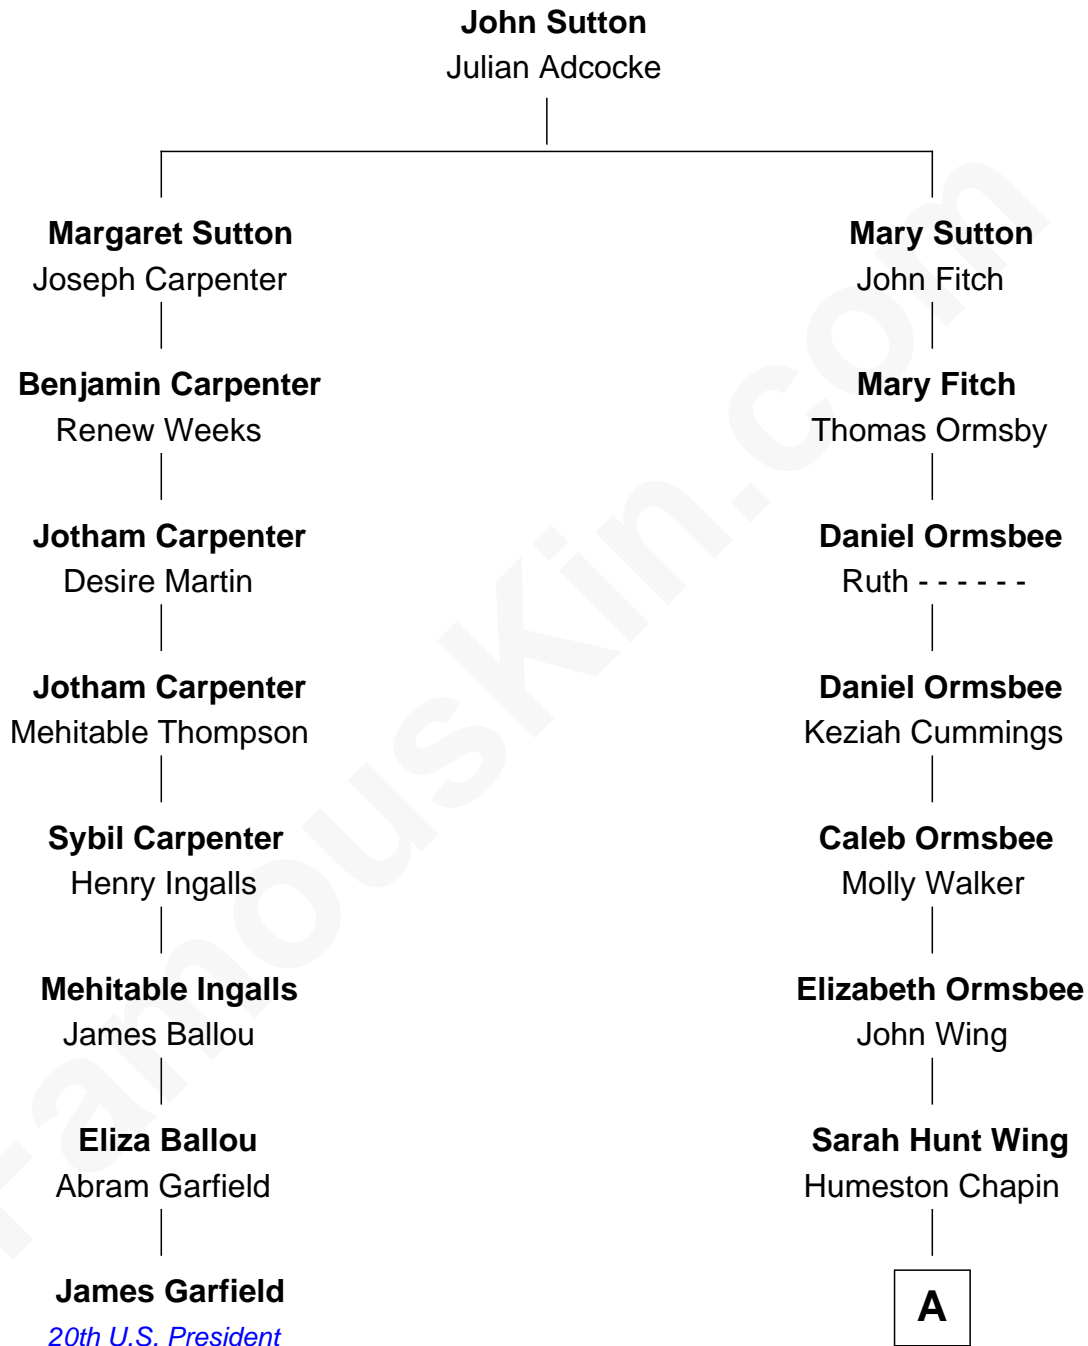 John Sutton
Julian Adcocke
Margaret Sutton
Joseph Carpenter
Mary Sutton
John Fitch
Benjamin Carpenter
Renew Weeks
Mary Fitch
Thomas Ormsby
Jotham Carpenter
Desire Martin
Daniel Ormsbee
Ruth - - - - - -
Jotham Carpenter
Mehitable Thompson
Daniel Ormsbee
Keziah Cummings
Sybil Carpenter
Henry Ingalls
Caleb Ormsbee
Molly Walker
Mehitable Ingalls
James Ballou
Elizabeth Ormsbee
John Wing
Eliza Ballou
Abram Garfield
Sarah Hunt Wing
Humeston Chapin
James Garfield
20th U.S. President
A
FamousKin.com